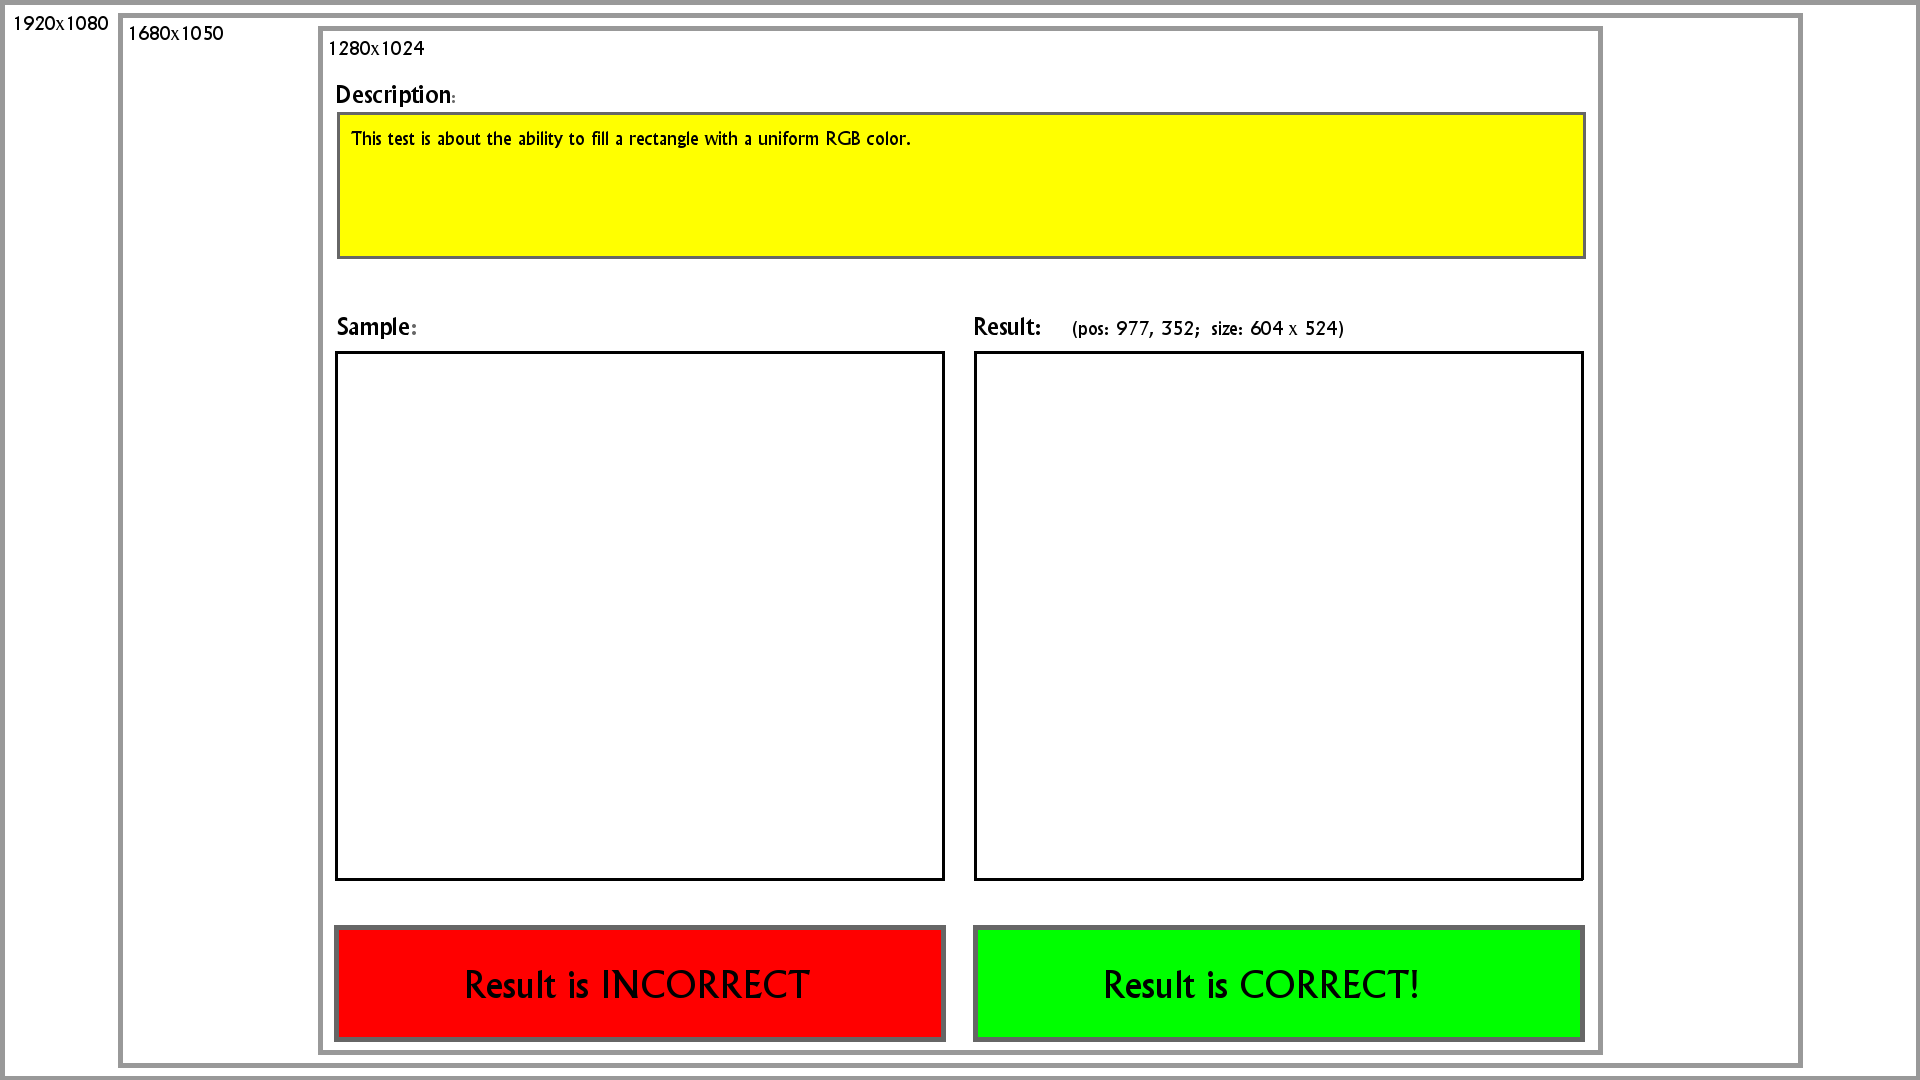 1920x1080
1680x1050
1280x1024
Description:
This test is about the ability to fill a rectangle with a uniform RGB color.
Sample:
Result: (pos: 977, 352; size: 604 x 524)
Result is INCORRECT
Result is CORRECT!